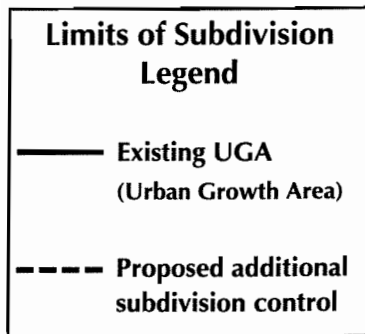 Limits of Subdivision
Legend
Existing UGA
(Urban Growth Area)
Proposed additional
subdivision control